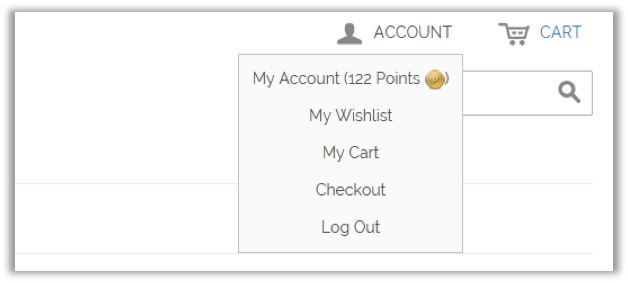 ACCOUNT CART
My Account (122 Points )
My Wishlist
My Cart
Checkout
Log Out